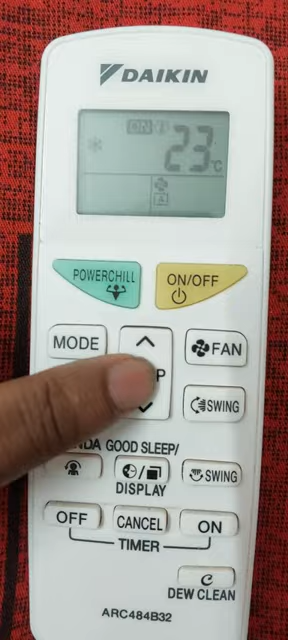 DAIKIN
ON
23°C
A
POWERCHILL
ON/OFF
MODE
FAN
P
SWING
NDA GOOD SLEEP/
SWING
DISPLAY
OFF
CANCEL
ON
TIMER
DEW CLEAN
ARC484B32